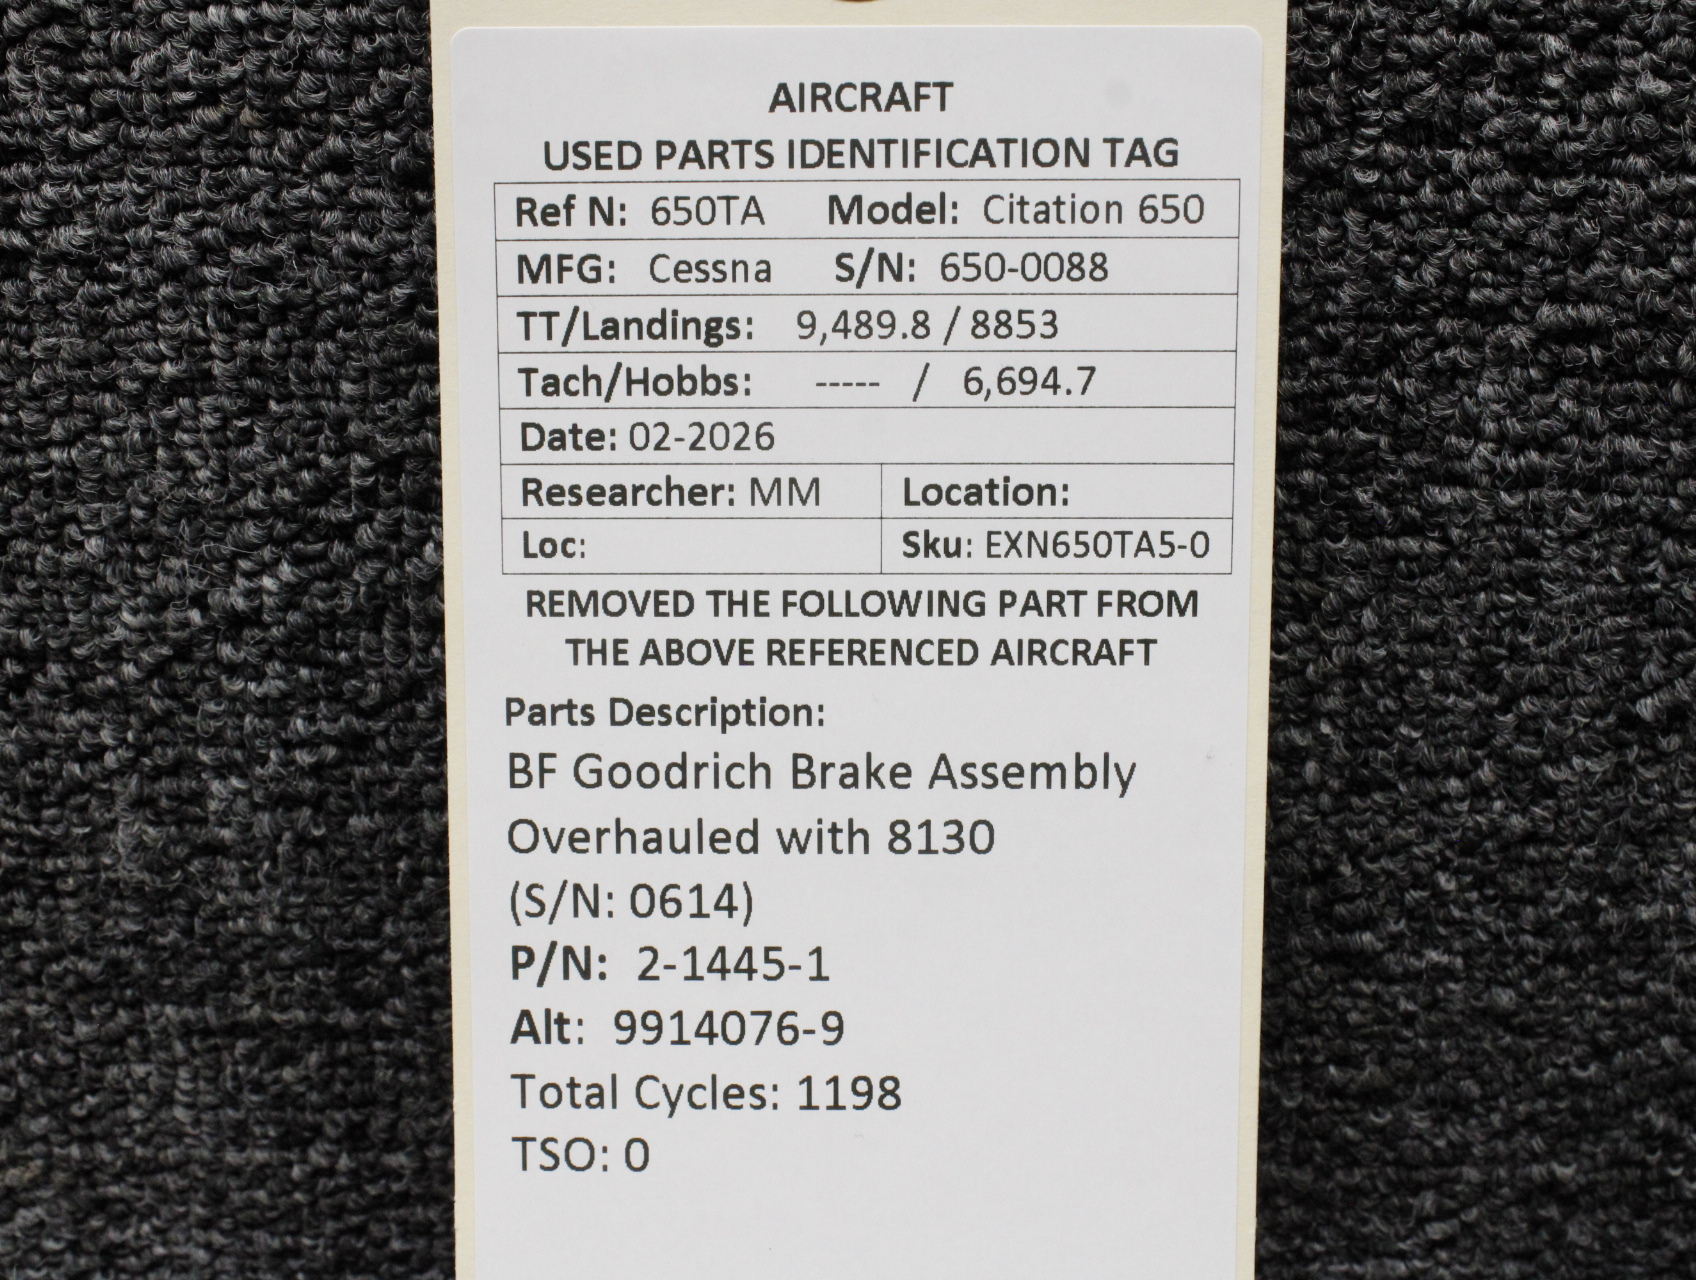 AIRCRAFT
USED PARTS IDENTIFICATION TAG
Ref N: 650TA Model: Citation 650
MFG: Cessna S/N: 650-0088
TT/Landings: 9,489.8 / 8853
Tach/Hobbs: ----- / 6,694.7
Date: 02-2026
Researcher: MM Location:
Loc: Sku: EXN650TA5-0
REMOVED THE FOLLOWING PART FROM
THE ABOVE REFERENCED AIRCRAFT
Parts Description:
BF Goodrich Brake Assembly
Overhauled with 8130
(S/N: 0614)
P/N: 2-1445-1
Alt: 9914076-9
Total Cycles: 1198
TSO: 0